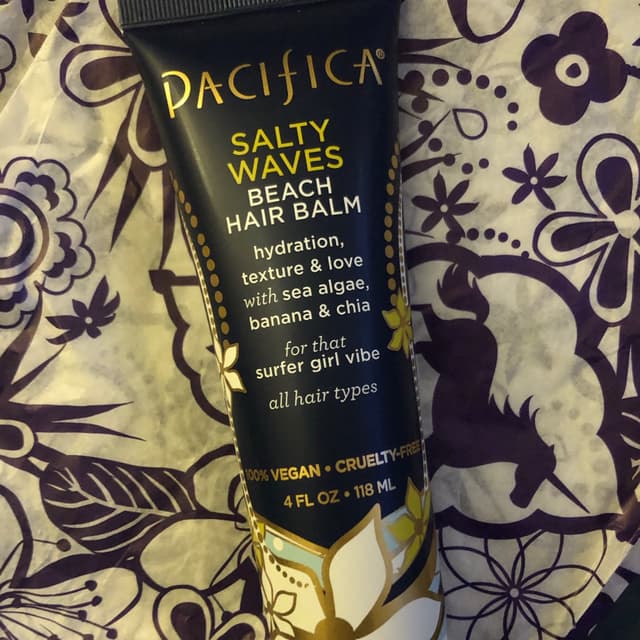 PACIFICA®
SALTY
WAVES
BEACH
HAIR BALM
hydration,
texture & love
with sea algae,
banana & chia
for that
surfer girl vibe
all hair types
100% VEGAN • CRUELTY-FREE
4 FL OZ • 118 ML